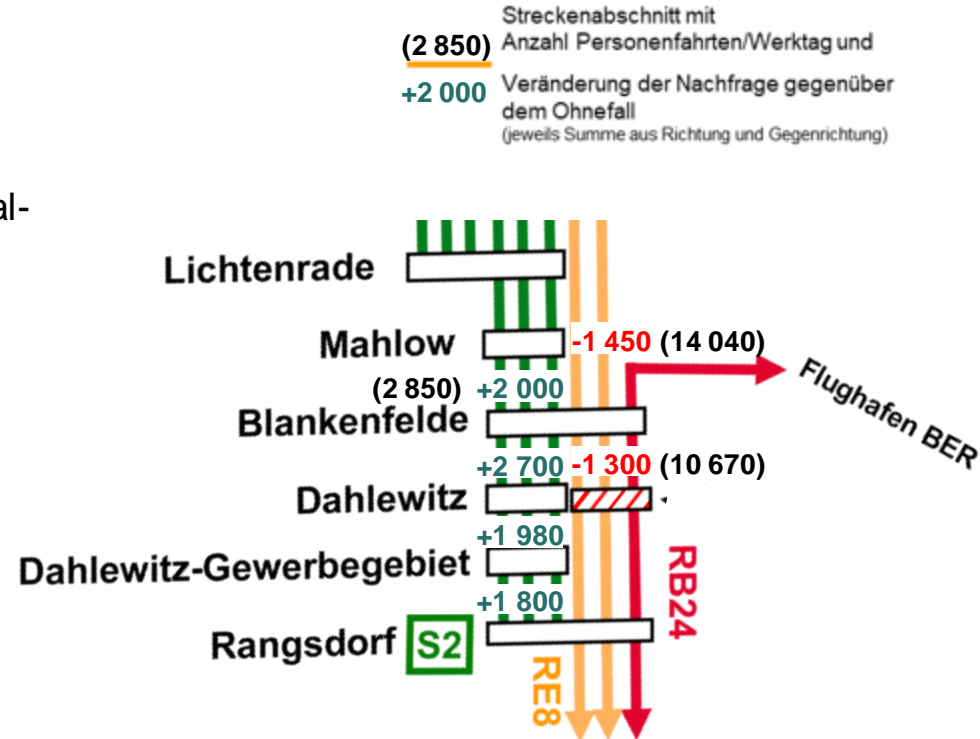 Streckenabschnitt mit
(2 850) Anzahl Personenfahrten/Werktag und
+2 000 Veränderung der Nachfrage gegenüber
dem Ohnefall
(jeweils Summe aus Richtung und Gegenrichtung)
al-
Lichtenrade
Mahlow -1 450 (14 040)
Flughafen BER
(2 850) +2 000
Blankenfelde
+2 700 -1 300 (10 670)
Dahlewitz
+1 980
Dahlewitz-Gewerbegebiet
+1 800
Rangsdorf S2
RB24
RE8